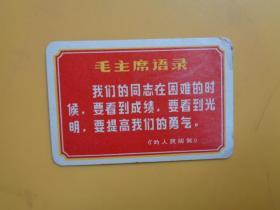 毛主席语录
我们的同志在困难的时
候，要看到成绩，要看到光
明，要提高我们的勇气。
《为人民服务》